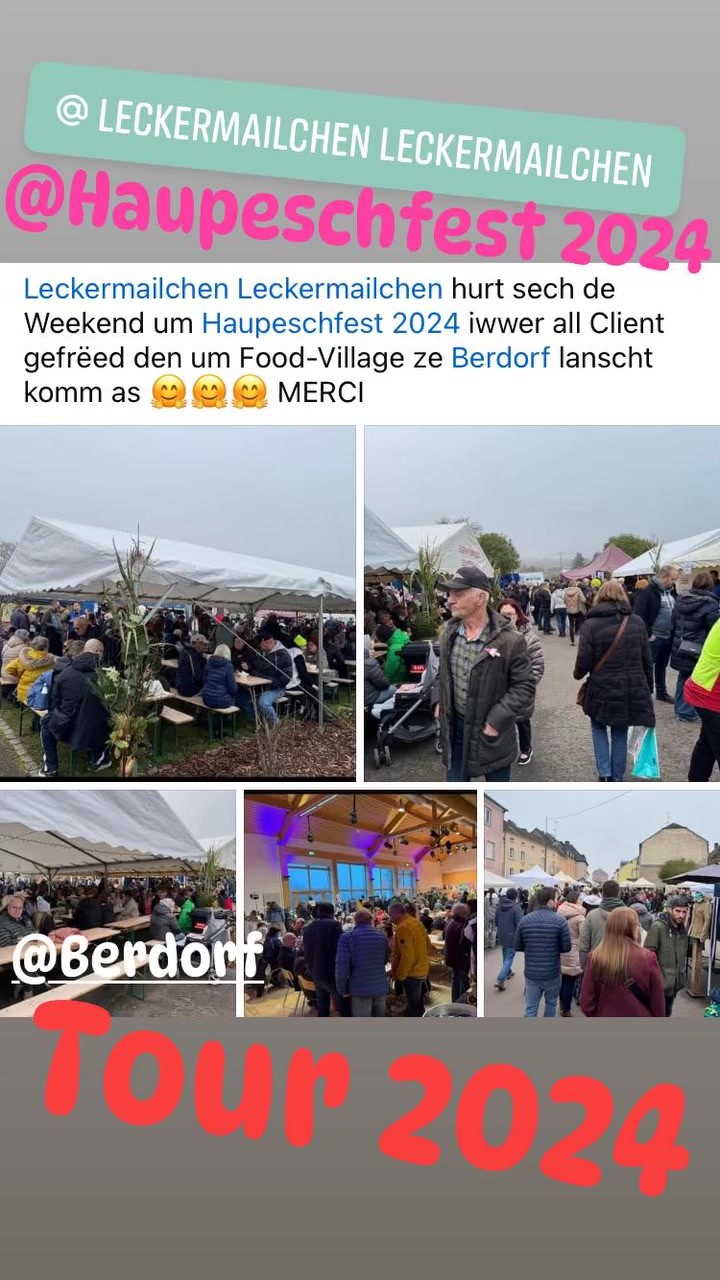 @ LECKERMAILCHEN LECKERMAILCHEN
@Haupeschfest 2024
Leckermailchen Leckermailchen hurt sech de
Weekend um Haupeschfest 2024 iwwer all Client
gefrëed den um Food-Village ze Berdorf lanscht
komm as 🤗🤗🤗 MERCI
@Berdorf
Tour 2024